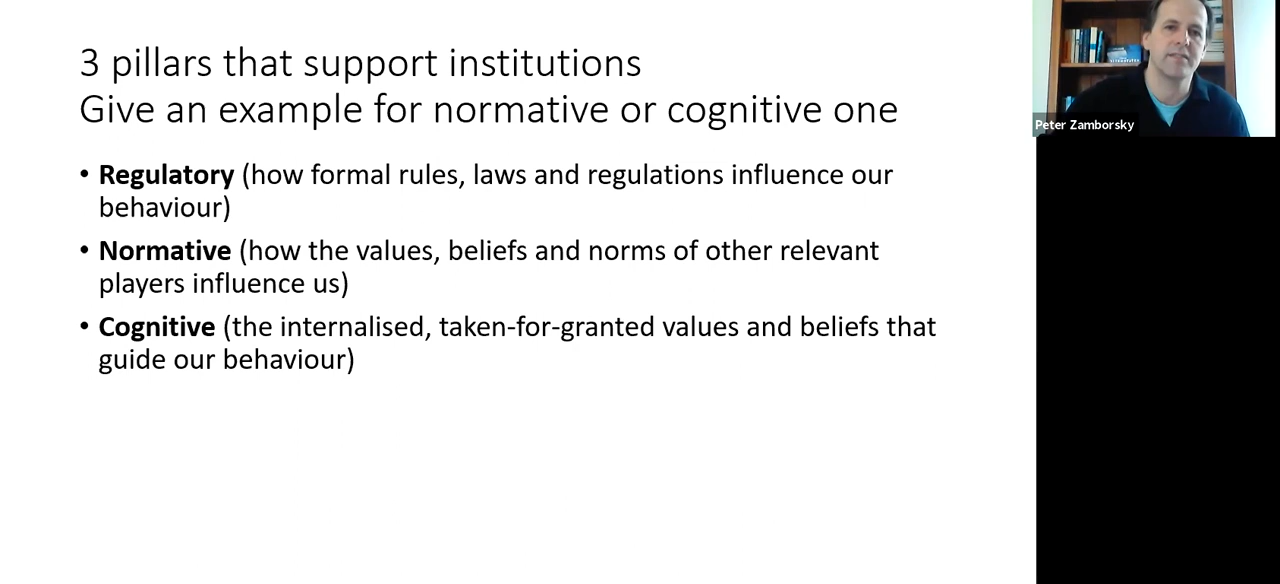 3 pillars that support institutions
Give an example for normative or cognitive one
• Regulatory (how formal rules, laws and regulations influence our
behaviour)
• Normative (how the values, beliefs and norms of other relevant
players influence us)
• Cognitive (the internalised, taken-for-granted values and beliefs that
guide our behaviour)
Peter Zamborsky